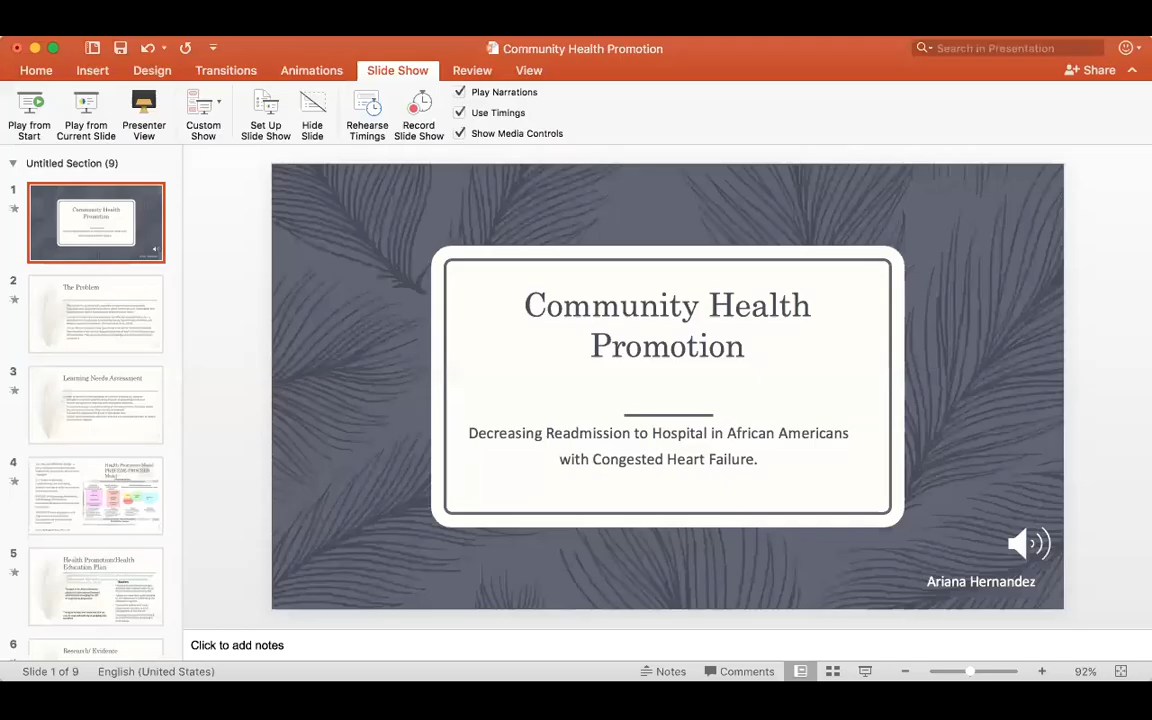 Community Health Promotion
Search in Presentation
Home Insert Design Transitions Animations Slide Show Review View
Share
Play from Start
Play from Current Slide
Presenter View
Custom Show
Set Up Slide Show
Hide Slide
Rehearse Timings
Record Slide Show
Play Narrations
Use Timings
Show Media Controls
Untitled Section (9)
1
Community Health
Promotion
2
The Problem
3
Learning Needs Assessment
4
5
Health Promotion/Health
Education Plan
6
Research/ Evidence
Community Health
Promotion
Decreasing Readmission to Hospital in African Americans
with Congested Heart Failure.
Ariana Hernandez
Click to add notes
Slide 1 of 9 English (United States) Notes Comments 92%